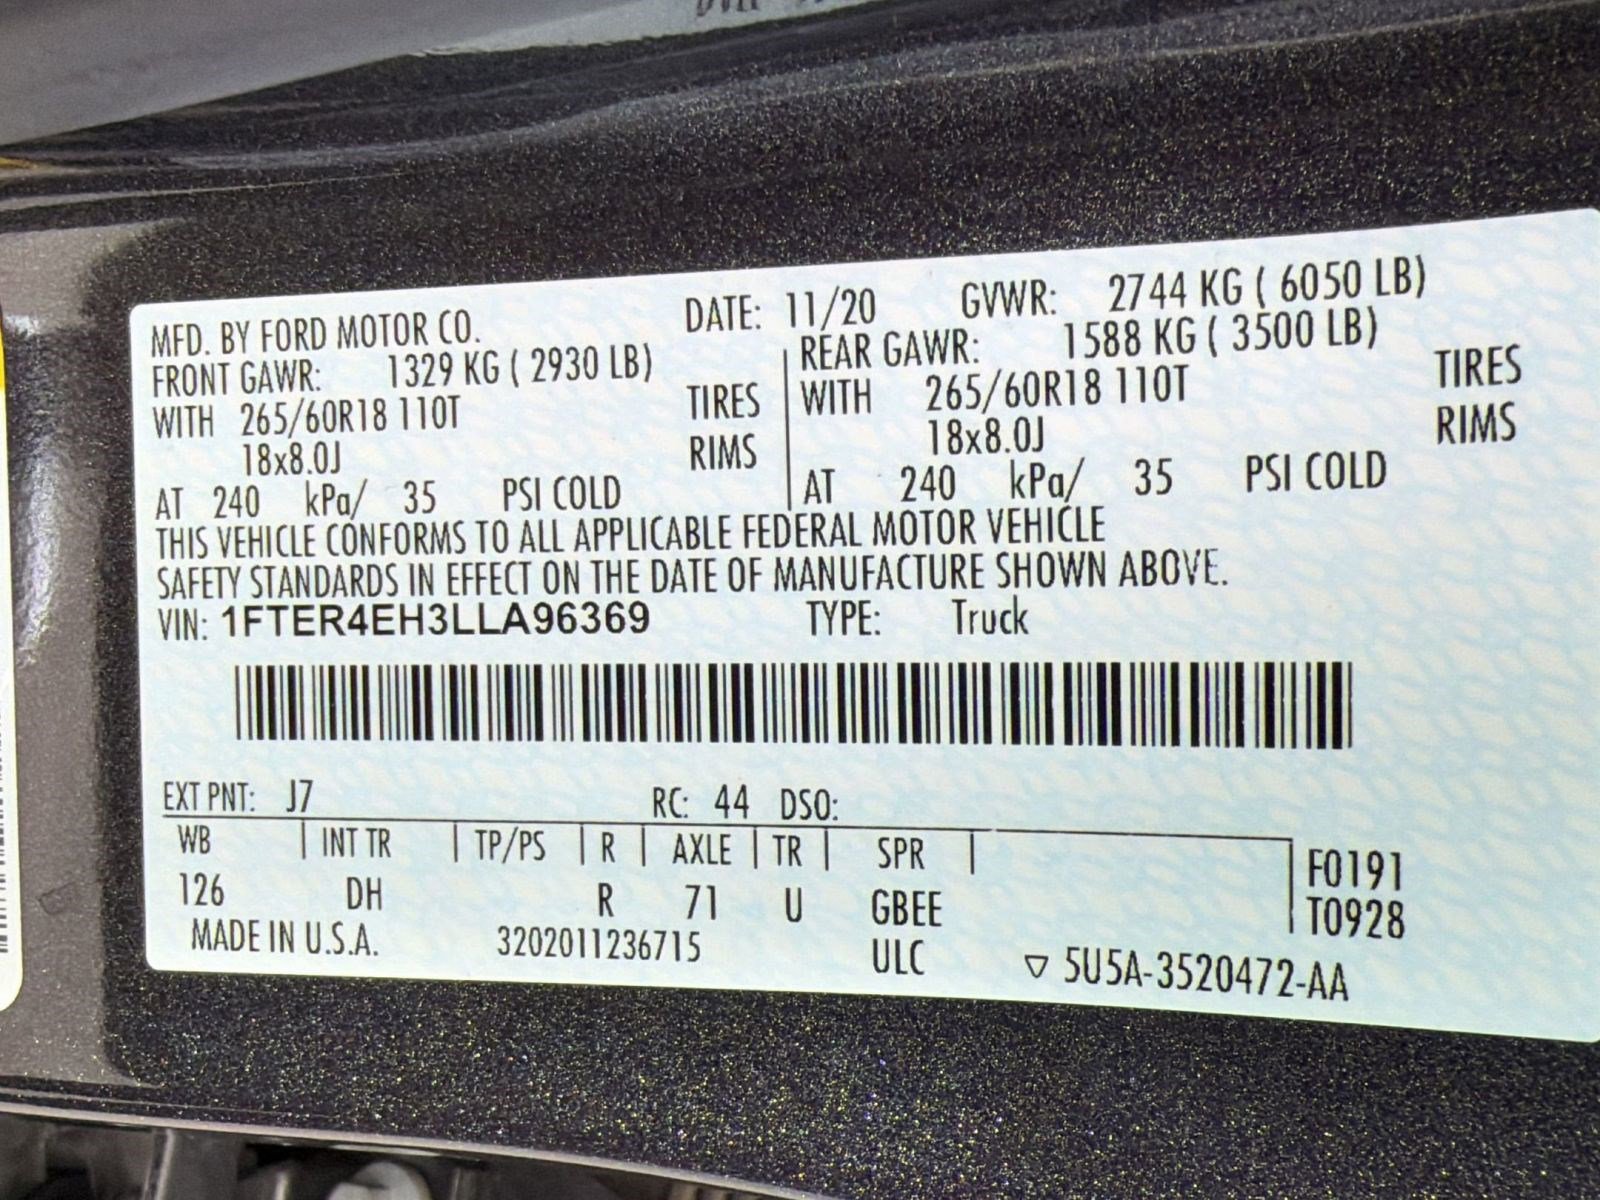 MFD. BY FORD MOTOR CO. DATE: 11/20 GVWR: 2744 KG ( 6050 LB)
FRONT GAWR: 1329 KG ( 2930 LB) REAR GAWR: 1588 KG ( 3500 LB)
WITH 265/60R18 110T TIRES WITH 265/60R18 110T TIRES
18x8.0J RIMS 18x8.0J RIMS
AT 240 kPa/ 35 PSI COLD AT 240 kPa/ 35 PSI COLD
THIS VEHICLE CONFORMS TO ALL APPLICABLE FEDERAL MOTOR VEHICLE
SAFETY STANDARDS IN EFFECT ON THE DATE OF MANUFACTURE SHOWN ABOVE.
VIN: 1FTER4EH3LLA96369 TYPE: Truck
EXT PNT: J7 RC: 44 DSO:
WB | INT TR | TP/PS | R | AXLE | TR | SPR | F0191
126 DH R 71 U GBEE T0928
MADE IN U.S.A. 3202011236715 ULC ▽ 5U5A-3520472-AA